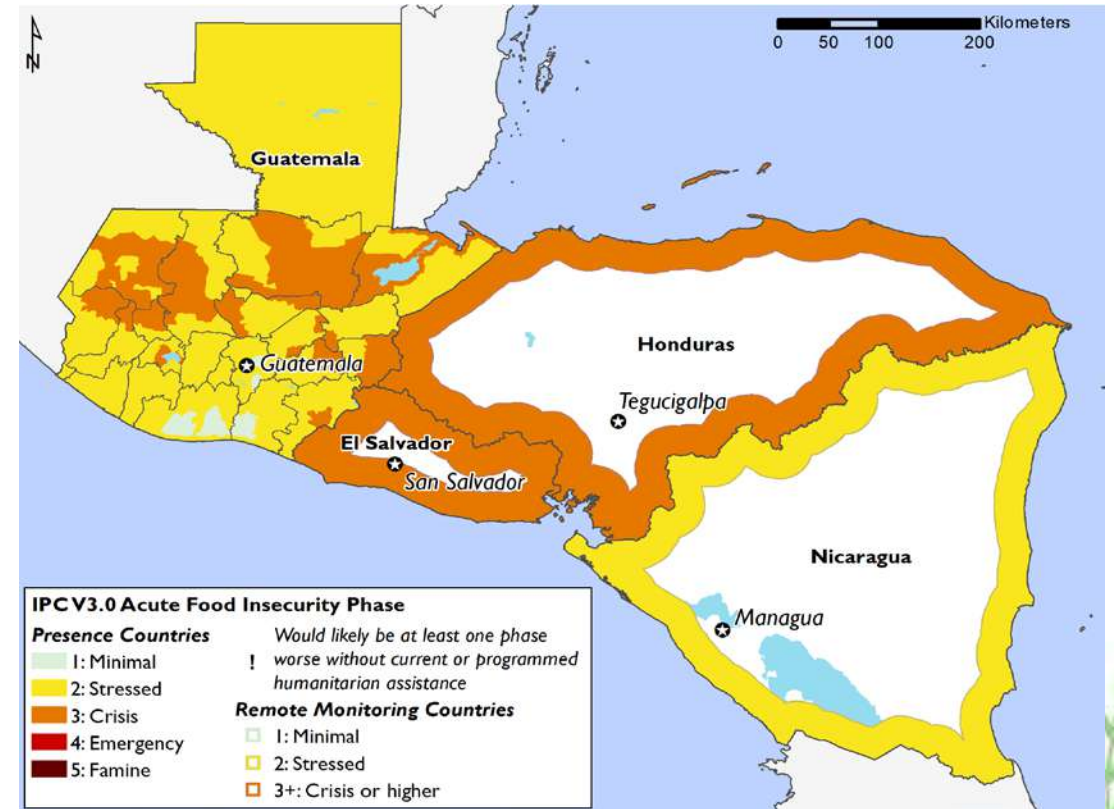 N
Kilometers
0 50 100 200
Guatemala
Guatemala
Honduras
Tegucigalpa
El Salvador
San Salvador
Nicaragua
Managua
IPC V3.0 Acute Food Insecurity Phase
Presence Countries
1: Minimal
2: Stressed
3: Crisis
4: Emergency
5: Famine
! Would likely be at least one phase
worse without current or programmed
humanitarian assistance
Remote Monitoring Countries
1: Minimal
2: Stressed
3+: Crisis or higher